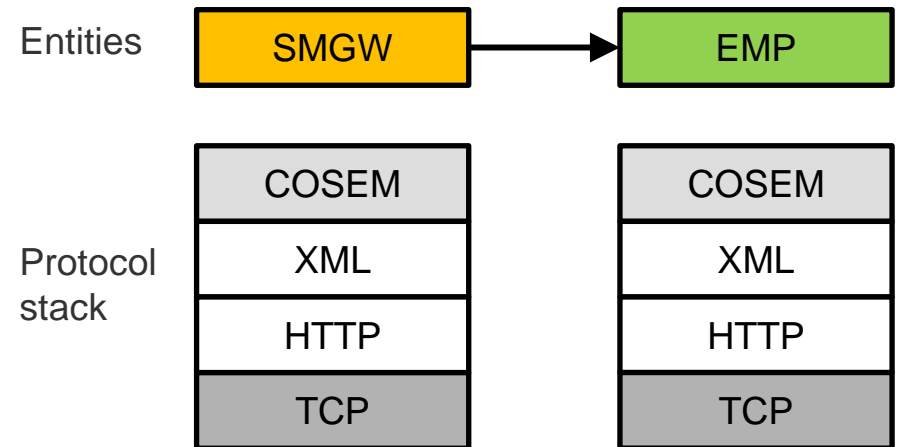 Entities
SMGW
EMP
Protocol
stack
COSEM
COSEM
XML
XML
HTTP
HTTP
TCP
TCP